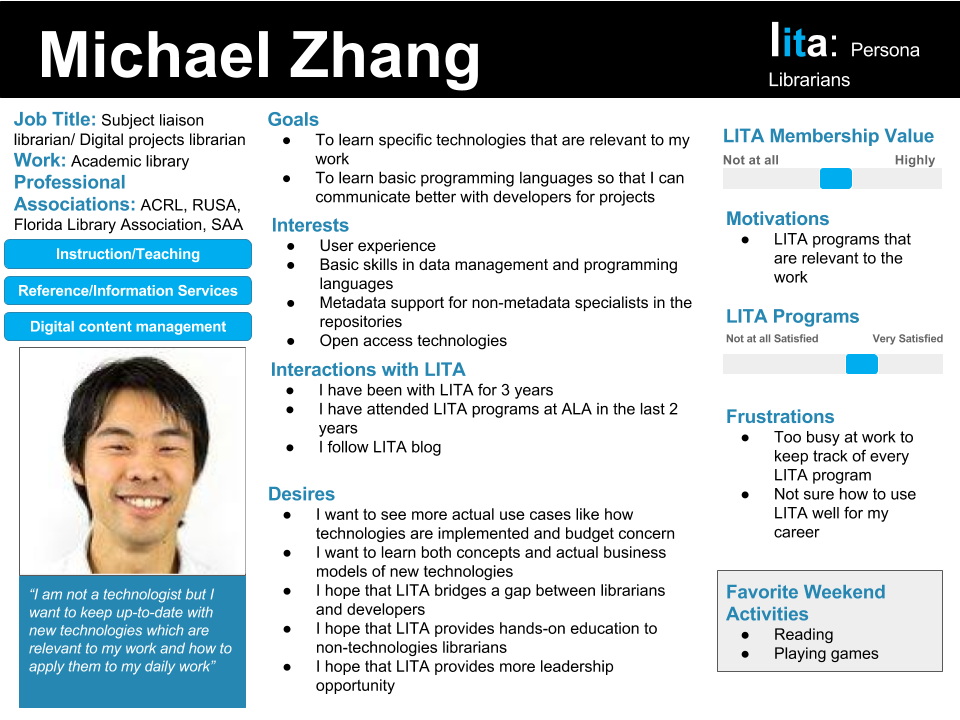 Michael Zhang
lita: Persona
Librarians
Job Title: Subject liaison
librarian/ Digital projects librarian
Work: Academic library
Professional
Associations: ACRL, RUSA,
Florida Library Association, SAA
Instruction/Teaching
Reference/Information Services
Digital content management
“I am not a technologist but I
want to keep up-to-date with
new technologies which are
relevant to my work and how to
apply them to my daily work”
Goals
● To learn specific technologies that are relevant to my
work
● To learn basic programming languages so that I can
communicate better with developers for projects
Interests
● User experience
● Basic skills in data management and programming
languages
● Metadata support for non-metadata specialists in the
repositories
● Open access technologies
Interactions with LITA
● I have been with LITA for 3 years
● I have attended LITA programs at ALA in the last 2
years
● I follow LITA blog
Desires
● I want to see more actual use cases like how
technologies are implemented and budget concern
● I want to learn both concepts and actual business
models of new technologies
● I hope that LITA bridges a gap between librarians
and developers
● I hope that LITA provides hands-on education to
non-technologies librarians
● I hope that LITA provides more leadership
opportunity
LITA Membership Value
Not at all Highly
Motivations
● LITA programs that
are relevant to the
work
LITA Programs
Not at all Satisfied Very Satisfied
Frustrations
● Too busy at work to
keep track of every
LITA program
● Not sure how to use
LITA well for my
career
Favorite Weekend
Activities
● Reading
● Playing games